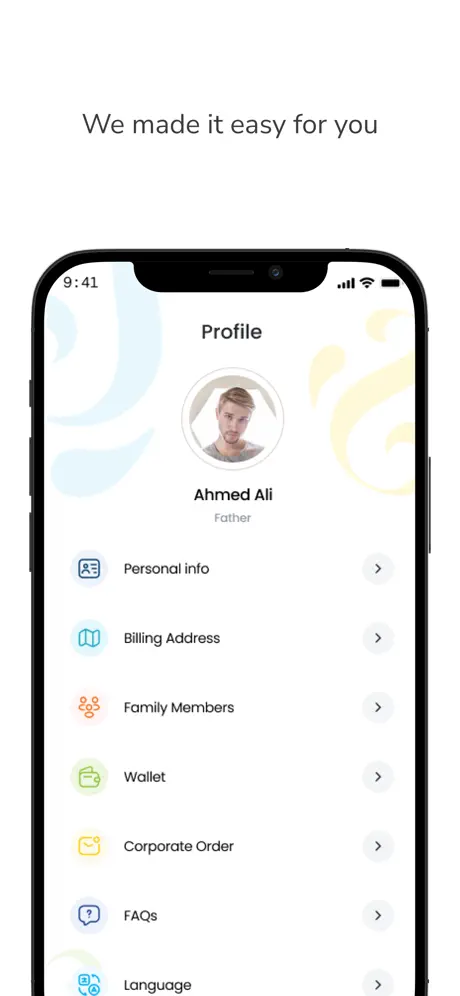 We made it easy for you
9:41
Profile
Ahmed Ali
Father
Personal info
Billing Address
Family Members
Wallet
Corporate Order
FAQs
Language